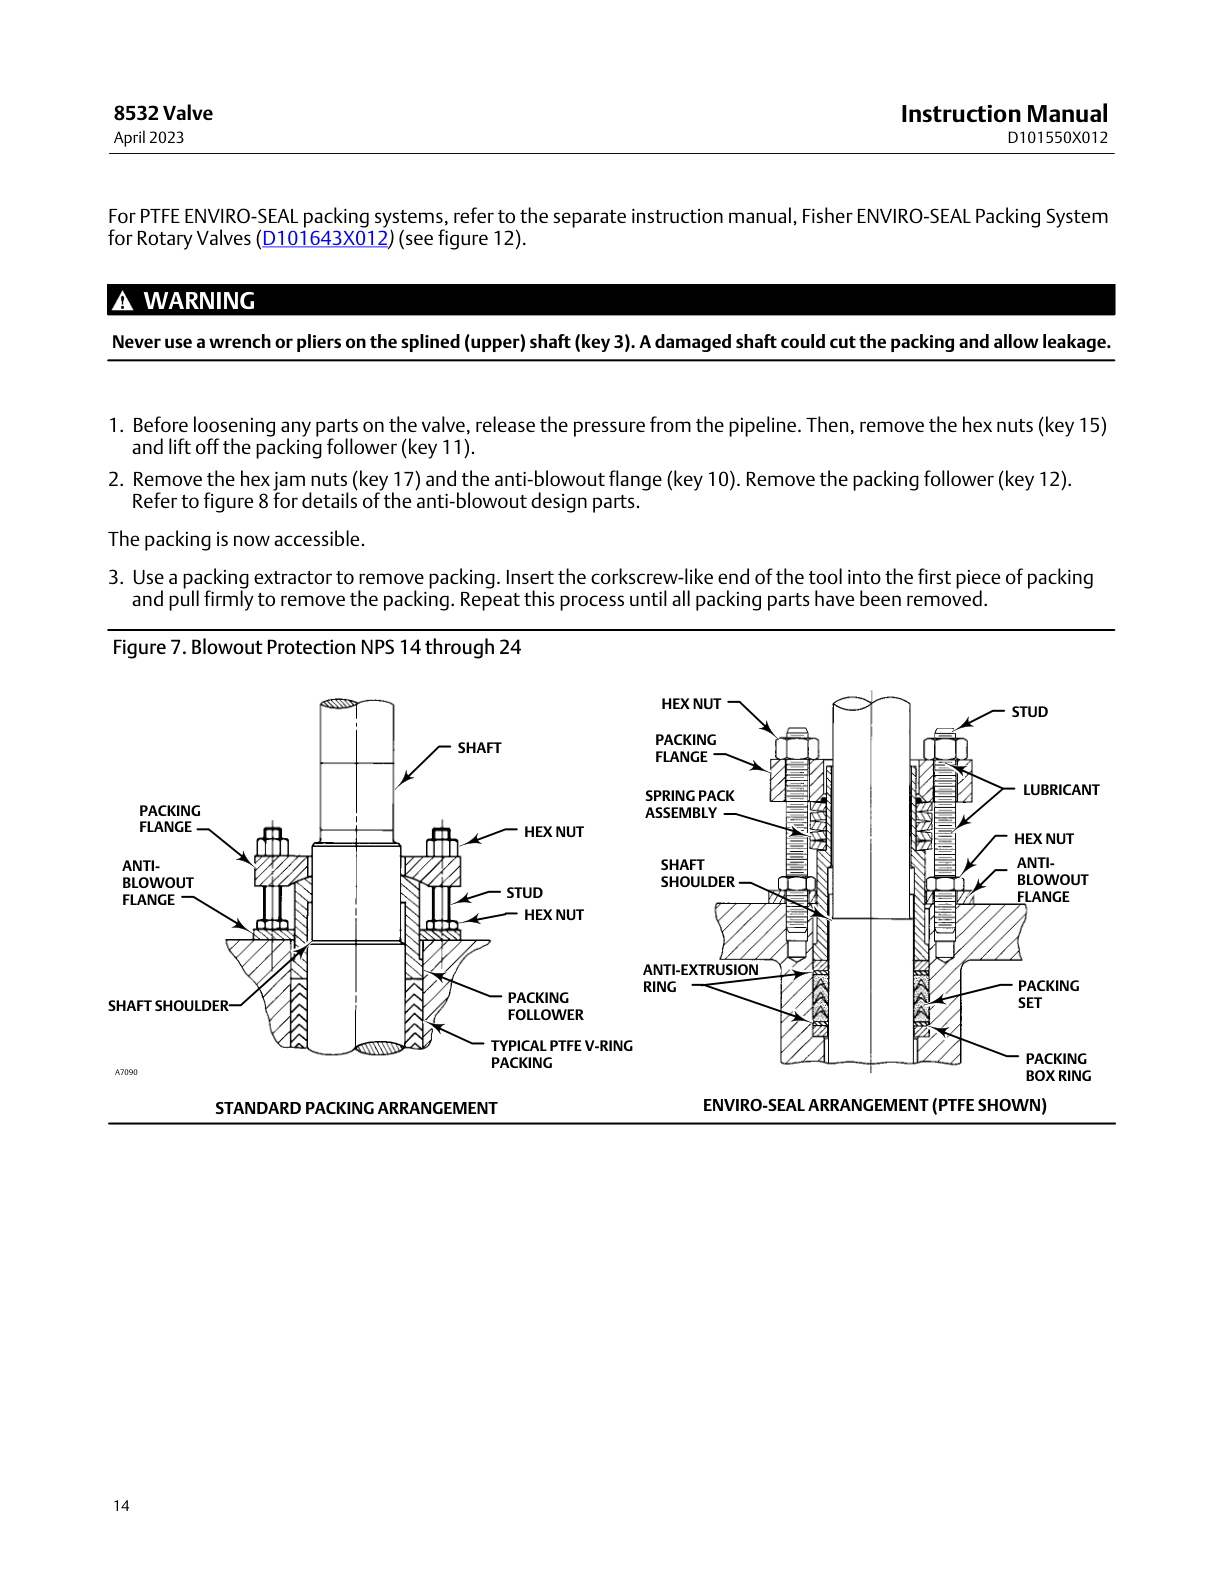 8532 Valve
April 2023
Instruction Manual
D101550X012
For PTFE ENVIRO-SEAL packing systems, refer to the separate instruction manual, Fisher ENVIRO-SEAL Packing System
for Rotary Valves (D101643X012) (see figure 12).
WARNING
Never use a wrench or pliers on the splined (upper) shaft (key 3). A damaged shaft could cut the packing and allow leakage.
1. Before loosening any parts on the valve, release the pressure from the pipeline. Then, remove the hex nuts (key 15)
and lift off the packing follower (key 11).
2. Remove the hex jam nuts (key 17) and the anti-blowout flange (key 10). Remove the packing follower (key 12).
Refer to figure 8 for details of the anti-blowout design parts.
The packing is now accessible.
3. Use a packing extractor to remove packing. Insert the corkscrew-like end of the tool into the first piece of packing
and pull firmly to remove the packing. Repeat this process until all packing parts have been removed.
Figure 7. Blowout Protection NPS 14 through 24
SHAFT
PACKING
FLANGE
HEX NUT
ANTI-
BLOWOUT
FLANGE
STUD
HEX NUT
SHAFT SHOULDER
PACKING
FOLLOWER
TYPICAL PTFE V-RING
PACKING
A7090
STANDARD PACKING ARRANGEMENT
HEX NUT
STUD
PACKING
FLANGE
SPRING PACK
ASSEMBLY
LUBRICANT
HEX NUT
SHAFT
SHOULDER
ANTI-
BLOWOUT
FLANGE
ANTI-EXTRUSION
RING
PACKING
SET
PACKING
BOX RING
ENVIRO-SEAL ARRANGEMENT (PTFE SHOWN)
14